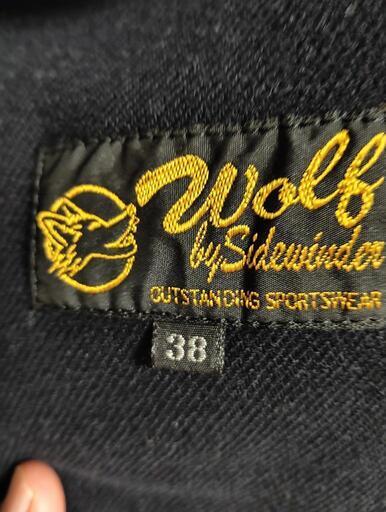 Wolf
by Sidewinder
OUTSTANDING SPORTSWEAR
38